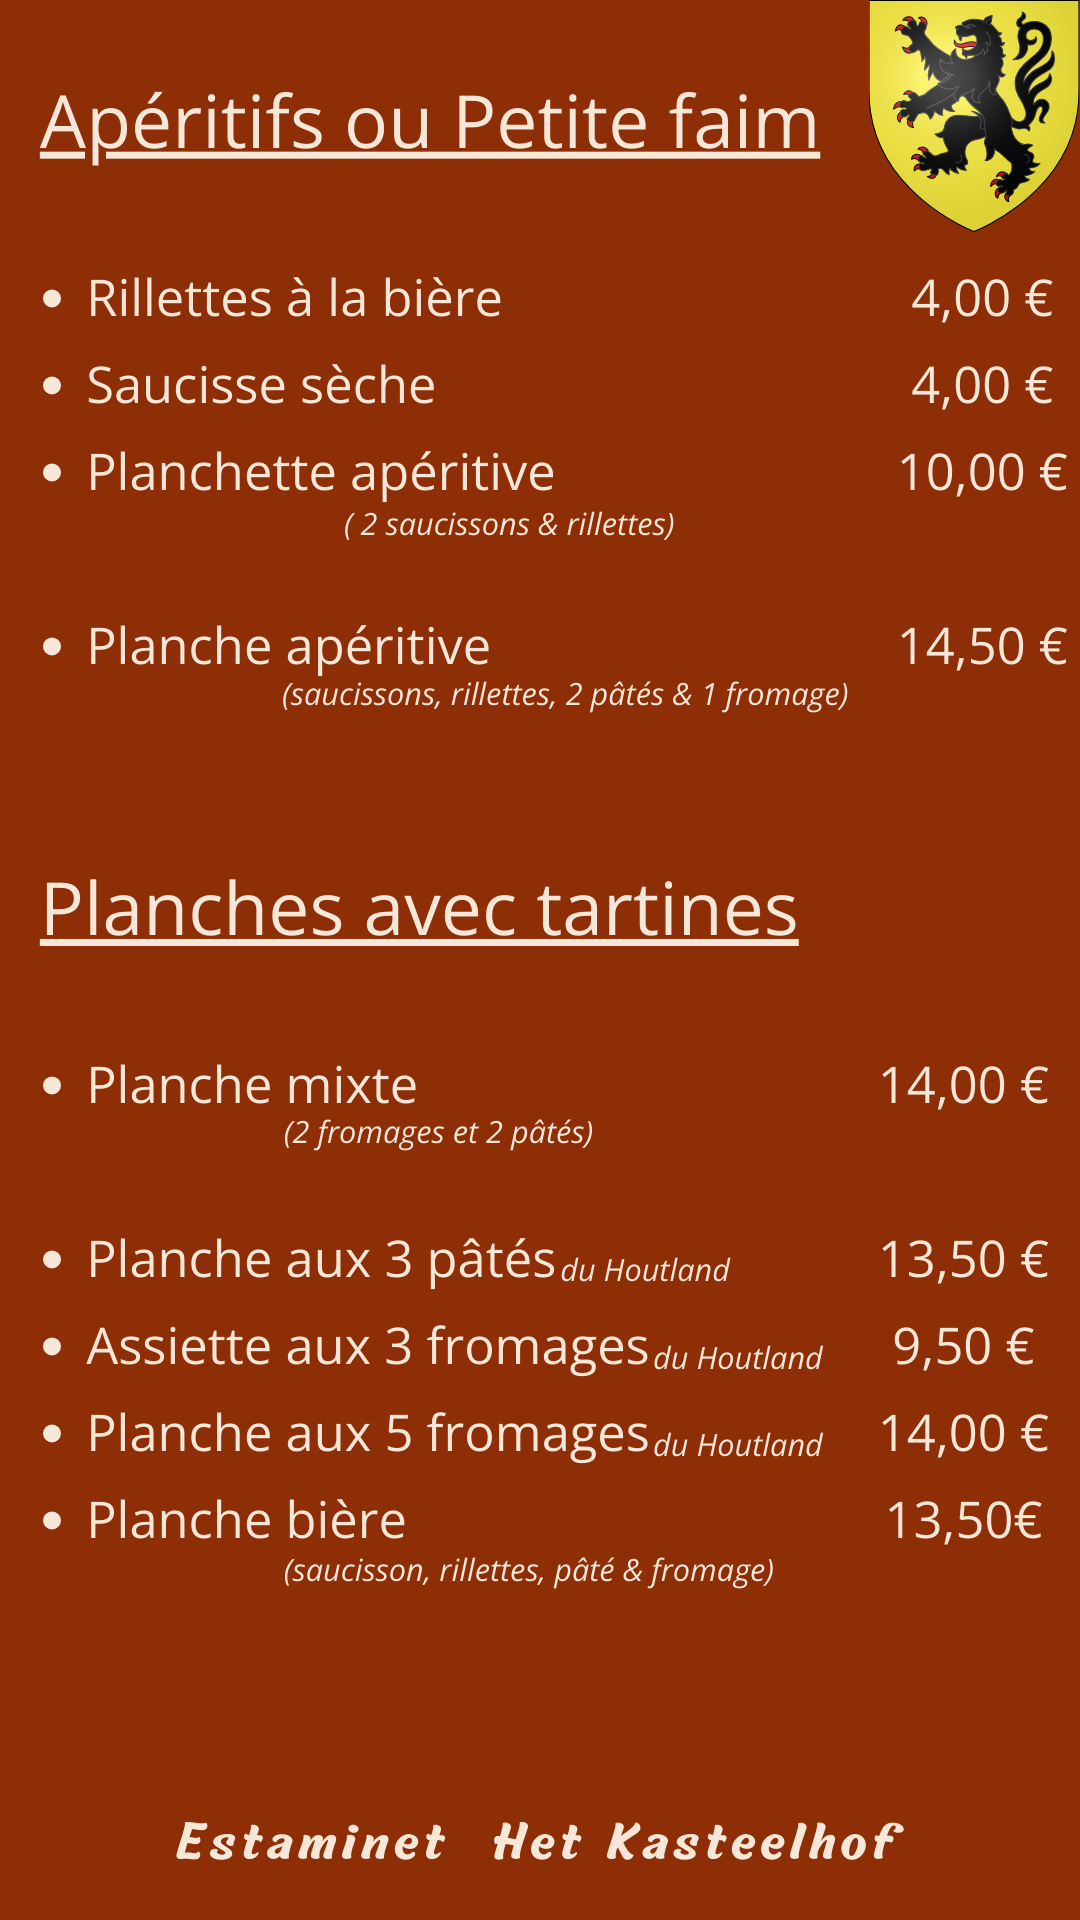 Apéritifs ou Petite faim
• Rillettes à la bière 4,00 €
• Saucisse sèche 4,00 €
• Planchette apéritive 10,00 €
( 2 saucissons & rillettes)
• Planche apéritive 14,50 €
(saucissons, rillettes, 2 pâtés & 1 fromage)
Planches avec tartines
• Planche mixte 14,00 €
(2 fromages et 2 pâtés)
• Planche aux 3 pâtés du Houtland 13,50 €
• Assiette aux 3 fromages du Houtland 9,50 €
• Planche aux 5 fromages du Houtland 14,00 €
• Planche bière 13,50€
(saucisson, rillettes, pâté & fromage)
Estaminet Het Kasteelhof